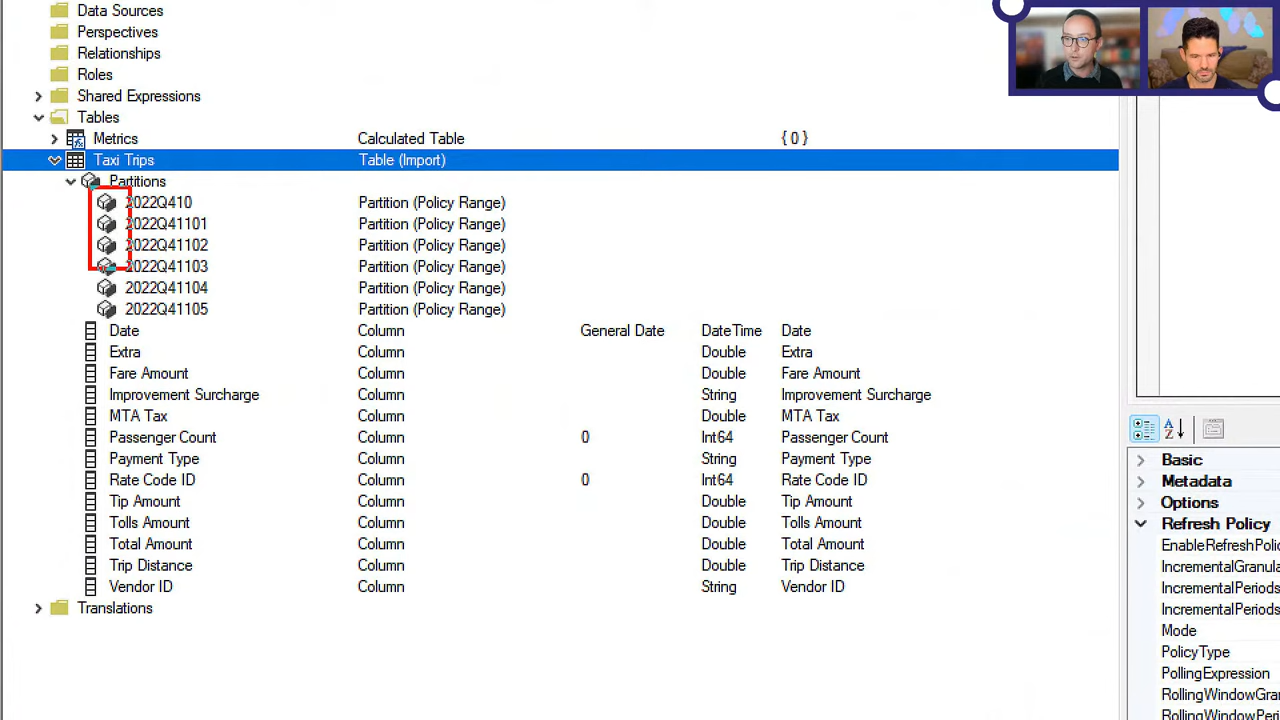 Data Sources
Perspectives
Relationships
Roles
Shared Expressions
Tables
Metrics Calculated Table { 0 }
Taxi Trips Table (Import)
Partitions
2022Q410 Partition (Policy Range)
2022Q41101 Partition (Policy Range)
2022Q41102 Partition (Policy Range)
2022Q41103 Partition (Policy Range)
2022Q41104 Partition (Policy Range)
2022Q41105 Partition (Policy Range)
Date Column General Date DateTime Date
Extra Column Double Extra
Fare Amount Column Double Fare Amount
Improvement Surcharge Column String Improvement Surcharge
MTA Tax Column Double MTA Tax
Passenger Count Column 0 Int64 Passenger Count
Payment Type Column String Payment Type
Rate Code ID Column 0 Int64 Rate Code ID
Tip Amount Column Double Tip Amount
Tolls Amount Column Double Tolls Amount
Total Amount Column Double Total Amount
Trip Distance Column Double Trip Distance
Vendor ID Column String Vendor ID
Translations
A
Z
Basic
Metadata
Options
Refresh Policy
EnableRefreshPolic
IncrementalGranula
IncrementalPeriods
IncrementalPeriods
Mode
PolicyType
PollingExpression
RollingWindowGran
RollingWindowPeri